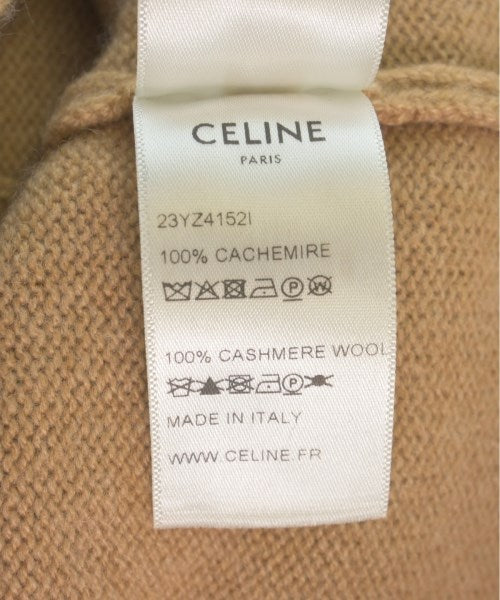 CELINE
PARIS
23YZ4152I
100% CACHEMIRE
100% CASHMERE WOOL
MADE IN ITALY
WWW.CELINE.FR